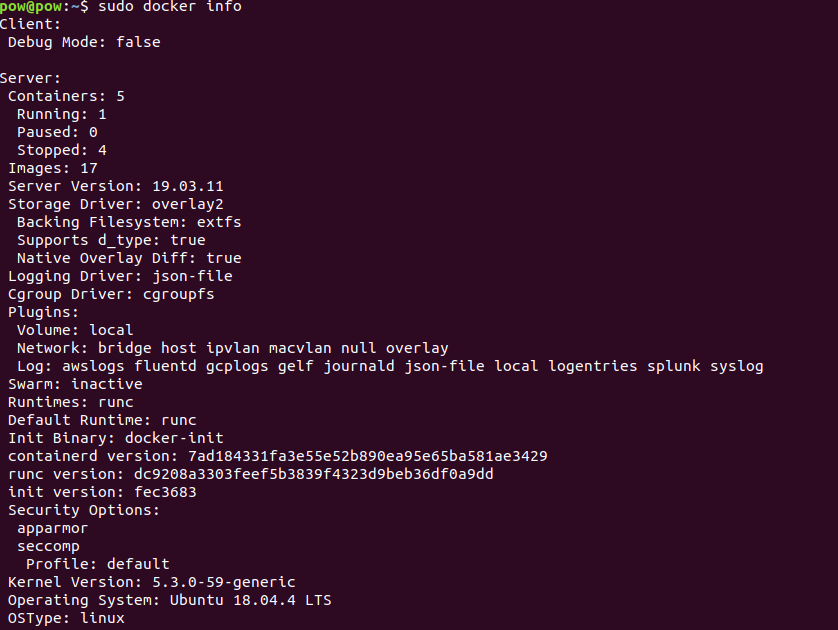 pow@pow:~$ sudo docker info
Client:
 Debug Mode: false

Server:
 Containers: 5
  Running: 1
  Paused: 0
  Stopped: 4
 Images: 17
 Server Version: 19.03.11
 Storage Driver: overlay2
  Backing Filesystem: extfs
  Supports d_type: true
  Native Overlay Diff: true
 Logging Driver: json-file
 Cgroup Driver: cgroupfs
 Plugins:
  Volume: local
  Network: bridge host ipvlan macvlan null overlay
  Log: awslogs fluentd gcplogs gelf journald json-file local logentries splunk syslog
 Swarm: inactive
 Runtimes: runc
 Default Runtime: runc
 Init Binary: docker-init
 containerd version: 7ad184331fa3e55e52b890ea95e65ba581ae3429
 runc version: dc9208a3303feef5b3839f4323d9beb36df0a9dd
 init version: fec3683
 Security Options:
  apparmor
  seccomp
   Profile: default
 Kernel Version: 5.3.0-59-generic
 Operating System: Ubuntu 18.04.4 LTS
 OSType: linux